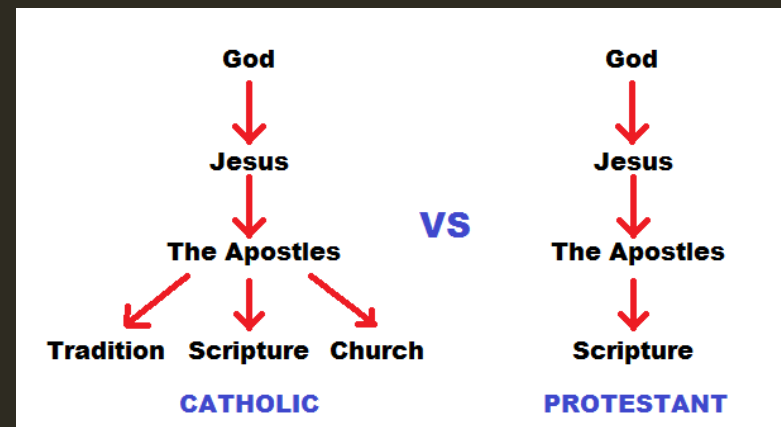 God
Jesus
The Apostles
Tradition Scripture Church
CATHOLIC
VS
God
Jesus
The Apostles
Scripture
PROTESTANT